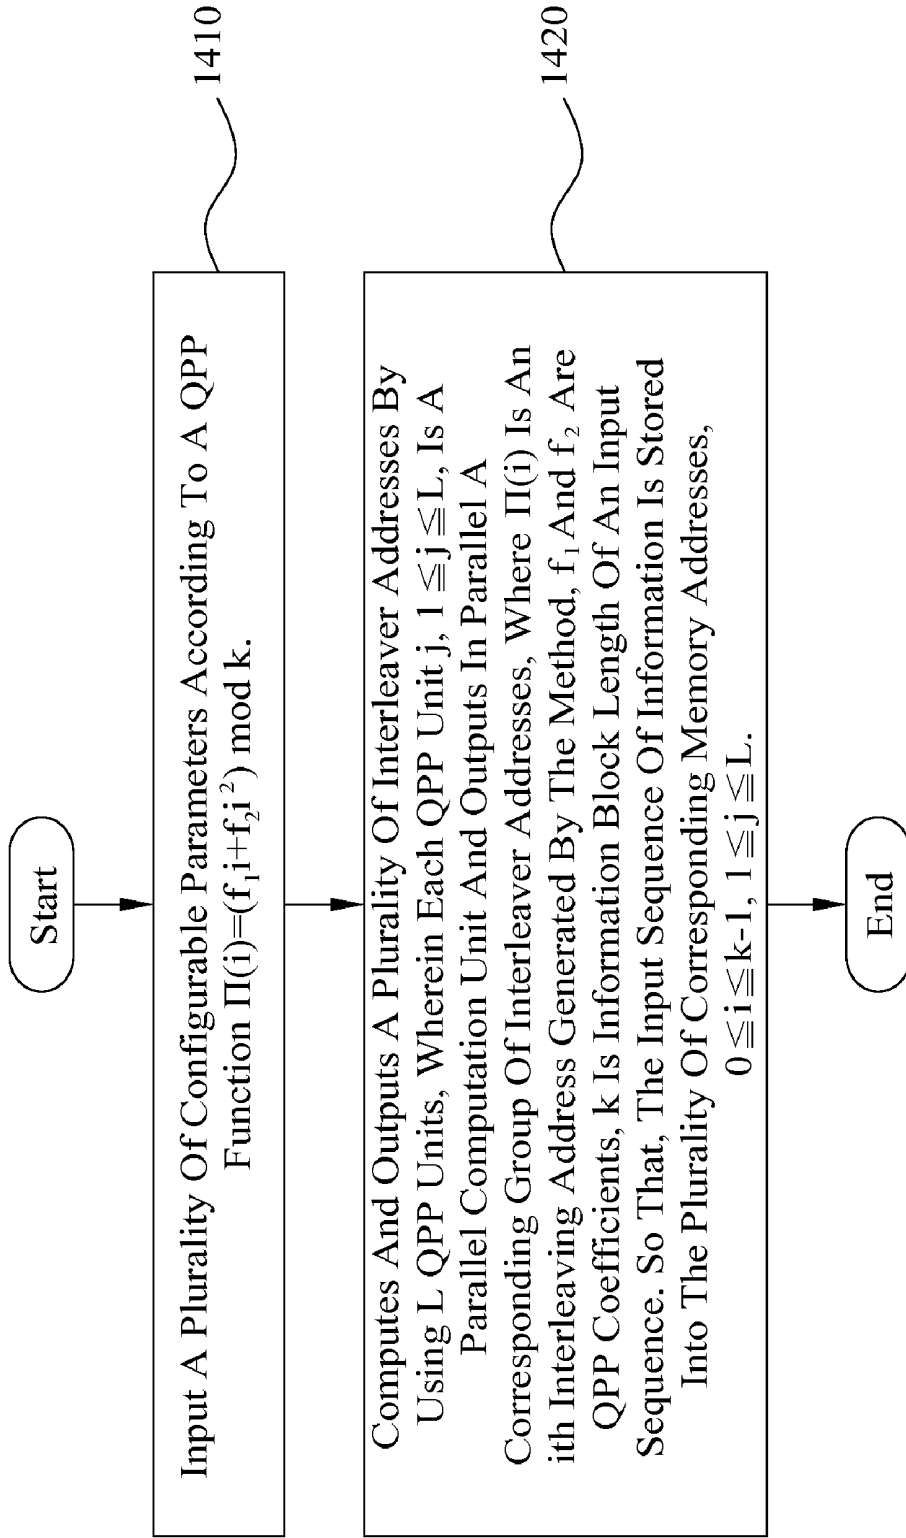 Start
Input A Plurality Of Configurable Parameters According To A QPP
Function Π(i)=(f₁i+f₂i²) mod k.
1410
Computes And Outputs A Plurality Of Interleaver Addresses By
Using L QPP Units, Wherein Each QPP Unit j, 1≦j≦L, Is A
Parallel Computation Unit And Outputs In Parallel A
Corresponding Group Of Interleaver Addresses, Where Π(i) Is An
ith Interleaving Address Generated By The Method, f₁ And f₂ Are
QPP Coefficients, k Is Information Block Length Of An Input
Sequence. So That, The Input Sequence Of Information Is Stored
Into The Plurality Of Corresponding Memory Addresses,
0≦i≦k-1, 1≦j≦L.
1420
End